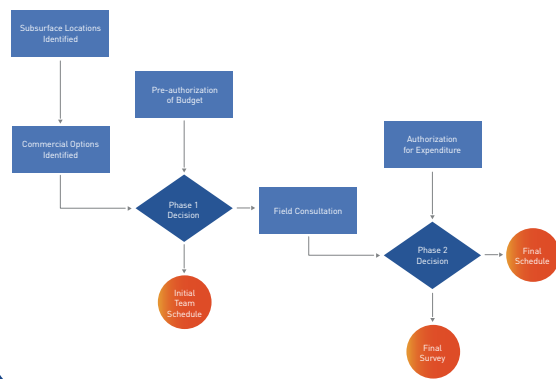 Subsurface Locations
Identified
Pre-authorization
of Budget
Commercial Options
Identified
Authorization
for Expenditure
Phase 1
Decision
Field Consultation
Phase 2
Decision
Final
Schedule
Initial
Team
Schedule
Final
Survey